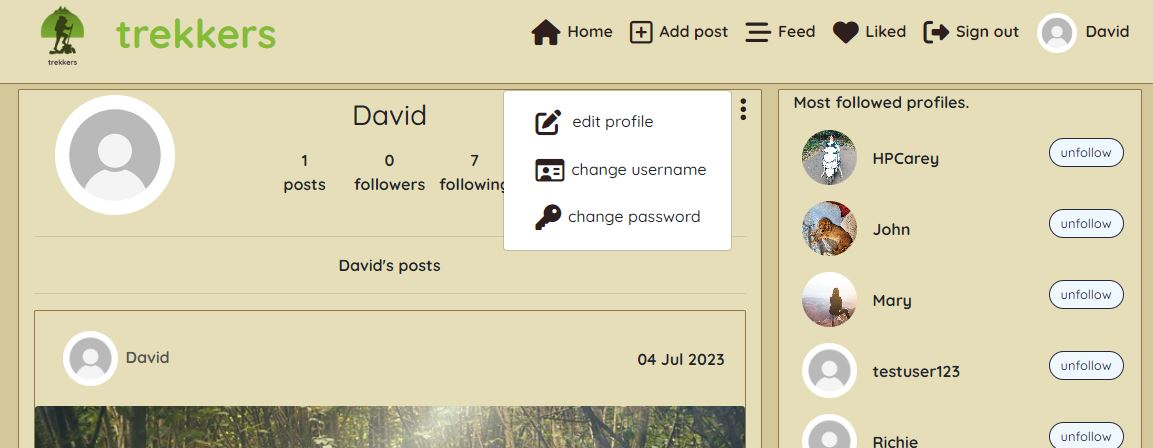 trekkers
trekkers
Home
Add post
Feed
Liked
Sign out
David
David
1
posts
0
followers
7
following
edit profile
change username
change password
David's posts
David
04 Jul 2023
Most followed profiles.
HPCarey
unfollow
John
unfollow
Mary
unfollow
testuser123
unfollow
Richie
unfollow